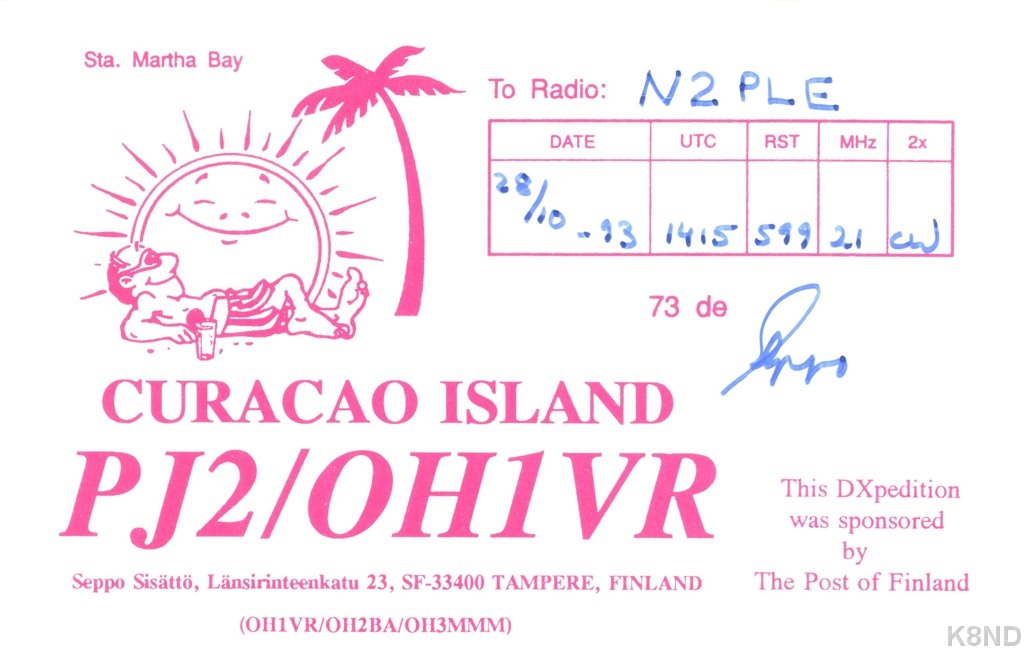 Sta. Martha Bay
To Radio: N2PLE
DATE UTC RST MHz 2x
28/10 -93 1415 599 21 CW
73 de Seppo
CURACAO ISLAND
PJ2/OH1VR
Seppo Sisättö, Länsirinteenkatu 23, SF-33400 TAMPERE, FINLAND
(OH1VR/OH2BA/OH3MMM)
This DXpedition
was sponsored
by
The Post of Finland
K8ND